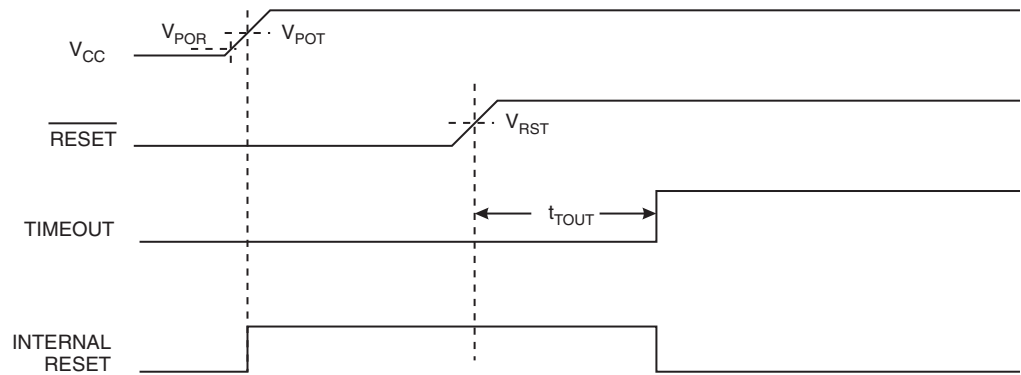 V_POR
V_POT
V_CC
V_RST
RESET
t_TOUT
TIMEOUT
INTERNAL
RESET